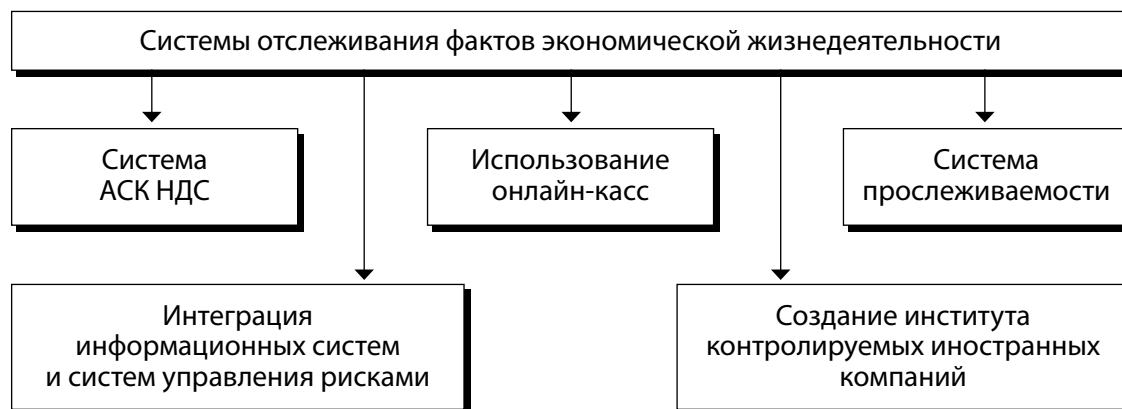 Системы отслеживания фактов экономической жизнедеятельности
Система
АСК НДС
Использование
онлайн-касс
Система
прослеживаемости
Интеграция
информационных систем
и систем управления рисками
Создание института
контролируемых иностранных
компаний